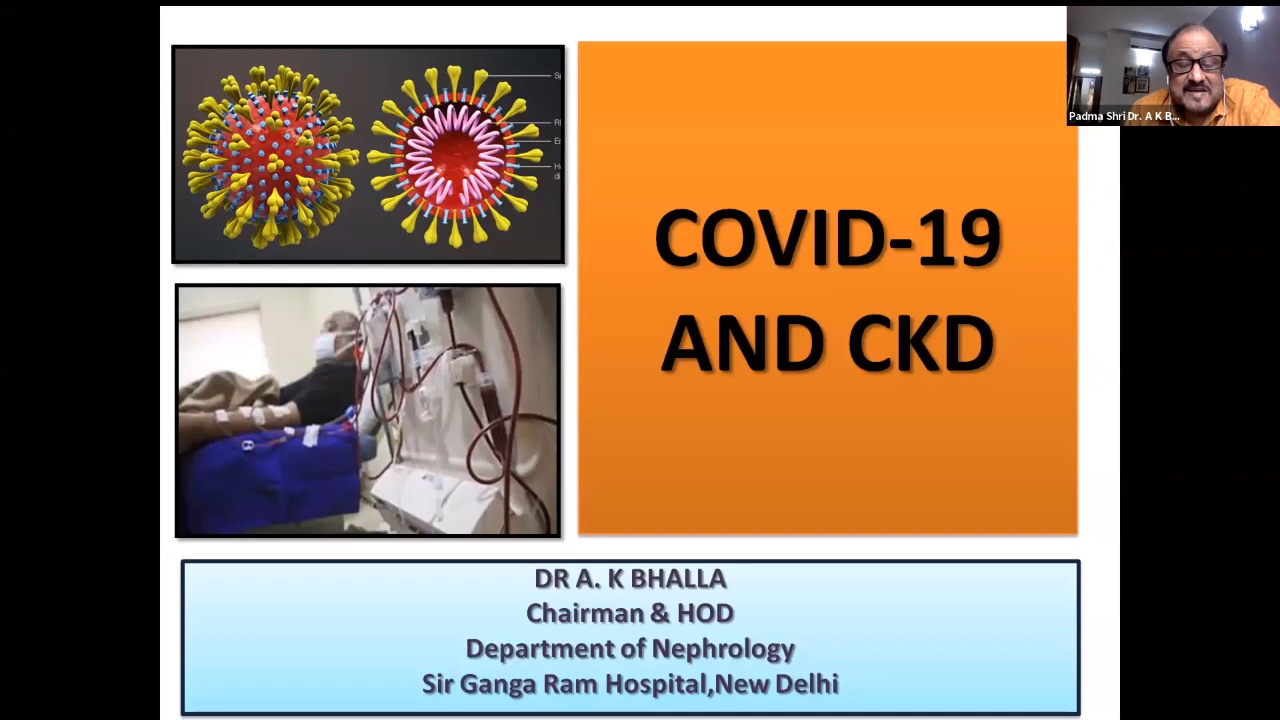 COVID-19
AND CKD
Padma Shri Dr. A K B...
DR A. K BHALLA
Chairman & HOD
Department of Nephrology
Sir Ganga Ram Hospital,New Delhi